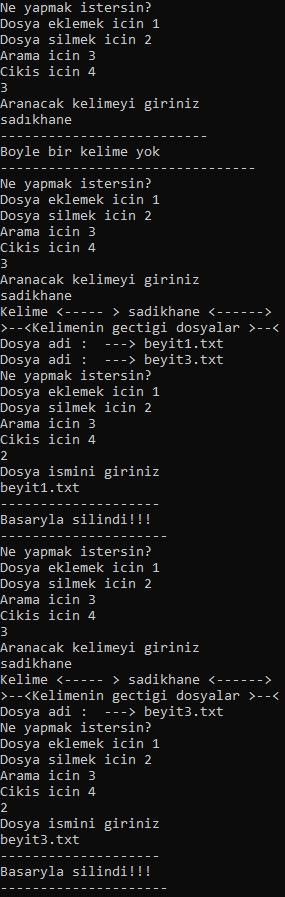 Ne yapmak istersin?
Dosya eklemek icin 1
Dosya silmek icin 2
Arama icin 3
Cikis icin 4
3
Aranacak kelimeyi giriniz
sadıkhane
--------------------------
Boyle bir kelime yok
--------------------------------
Ne yapmak istersin?
Dosya eklemek icin 1
Dosya silmek icin 2
Arama icin 3
Cikis icin 4
3
Aranacak kelimeyi giriniz
sadikhane
Kelime <----- > sadikhane <------>
>--<Kelimenin gectigi dosyalar >--<
Dosya adi :  ---> beyit1.txt
Dosya adi :  ---> beyit3.txt
Ne yapmak istersin?
Dosya eklemek icin 1
Dosya silmek icin 2
Arama icin 3
Cikis icin 4
2
Dosya ismini giriniz
beyit1.txt
--------------------
Basaryla silindi!!!
---------------------
Ne yapmak istersin?
Dosya eklemek icin 1
Dosya silmek icin 2
Arama icin 3
Cikis icin 4
3
Aranacak kelimeyi giriniz
sadikhane
Kelime <----- > sadikhane <------>
>--<Kelimenin gectigi dosyalar >--<
Dosya adi :  ---> beyit3.txt
Ne yapmak istersin?
Dosya eklemek icin 1
Dosya silmek icin 2
Arama icin 3
Cikis icin 4
2
Dosya ismini giriniz
beyit3.txt
--------------------
Basaryla silindi!!!
---------------------